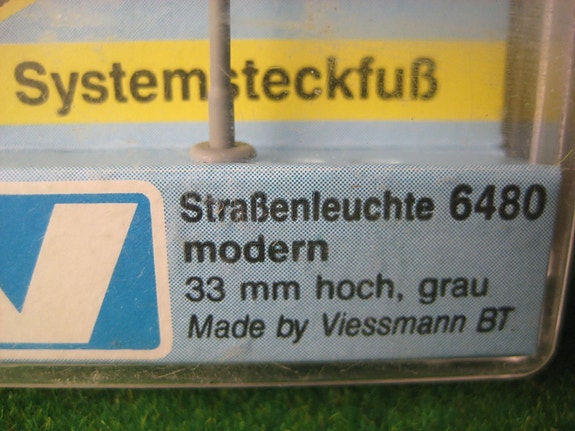 Systemsteckfuß
Straßenleuchte 6480
modern
33 mm hoch, grau
Made by Viessmann BT